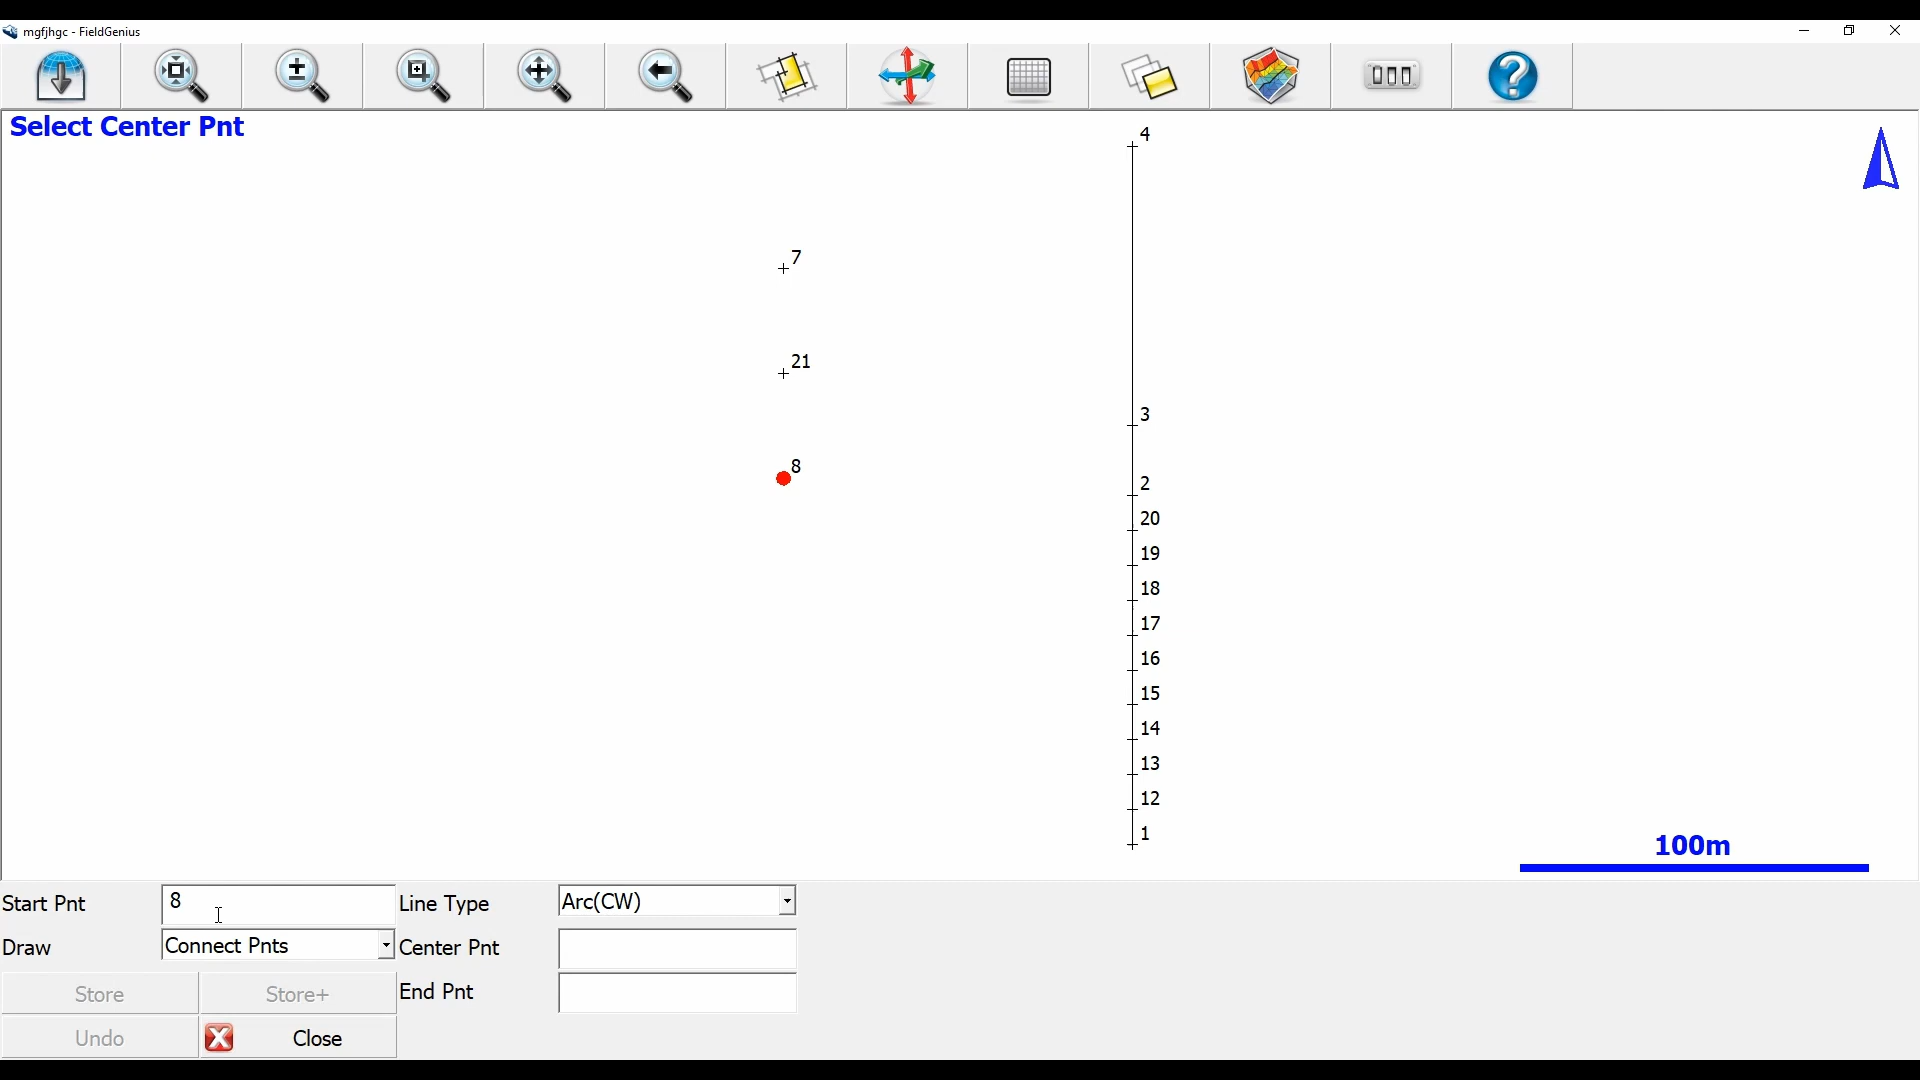 mgfjhgc - FieldGenius
Select Center Pnt
4
7
21
3
8
2
20
19
18
17
16
15
14
13
12
1
100m
Start Pnt 8 Line Type Arc(CW)
Draw Connect Pnts Center Pnt
Store Store+ End Pnt
Undo Close